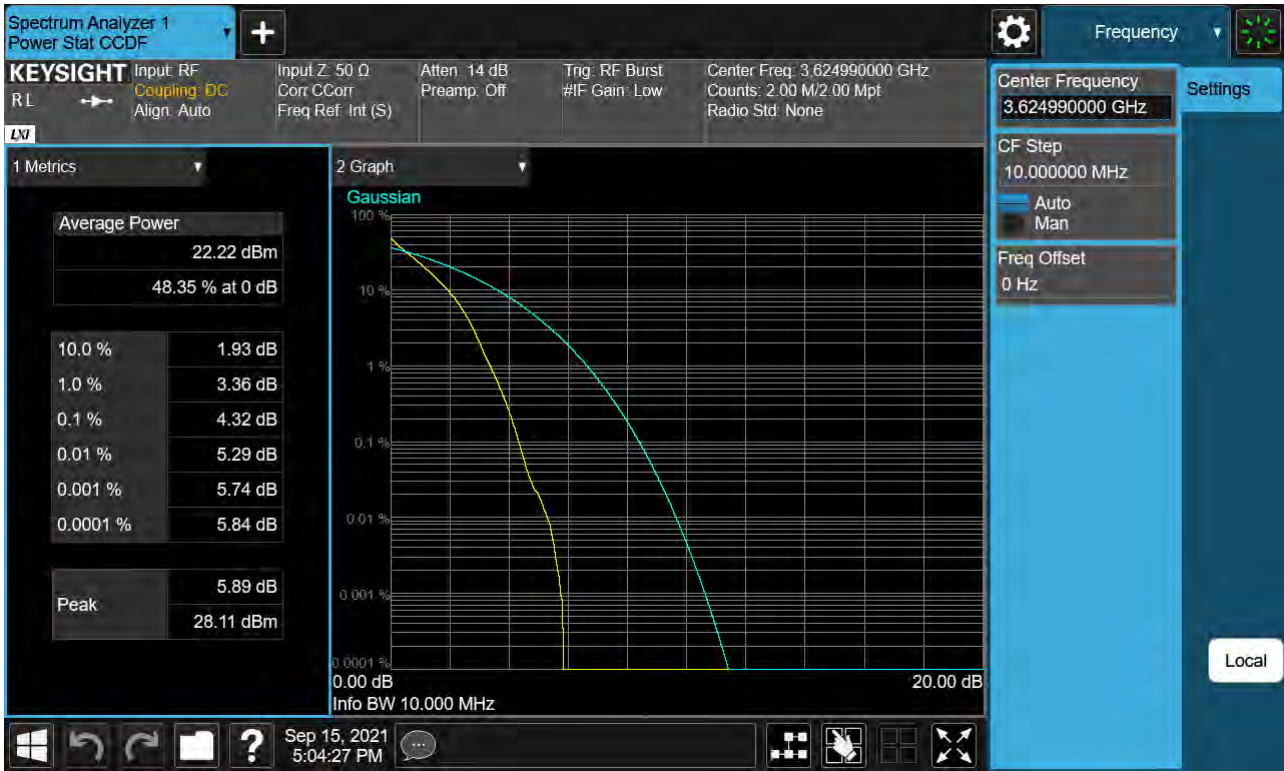 Spectrum Analyzer 1
Power Stat CCDF
Frequency
KEYSIGHT
R L
LXI
Input: RF
Coupling: DC
Align: Auto
Input Z: 50 Ω
Corr CCorr
Freq Ref: Int (S)
Atten: 14 dB
Preamp: Off
Trig: RF Burst
#IF Gain: Low
Center Freq: 3.624990000 GHz
Counts: 2.00 M/2.00 Mpt
Radio Std: None
Center Frequency
3.624990000 GHz
Settings
CF Step
10.000000 MHz
Auto
Man
Freq Offset
0 Hz
1 Metrics
Average Power
22.22 dBm
48.35 % at 0 dB
10.0 % 1.93 dB
1.0 % 3.36 dB
0.1 % 4.32 dB
0.01 % 5.29 dB
0.001 % 5.74 dB
0.0001 % 5.84 dB
Peak
5.89 dB
28.11 dBm
2 Graph
Gaussian
100 %
10 %
1 %
0.1 %
0.01 %
0.001 %
0.0001 %
0.00 dB
20.00 dB
Info BW 10.000 MHz
Local
?
Sep 15, 2021
5:04:27 PM